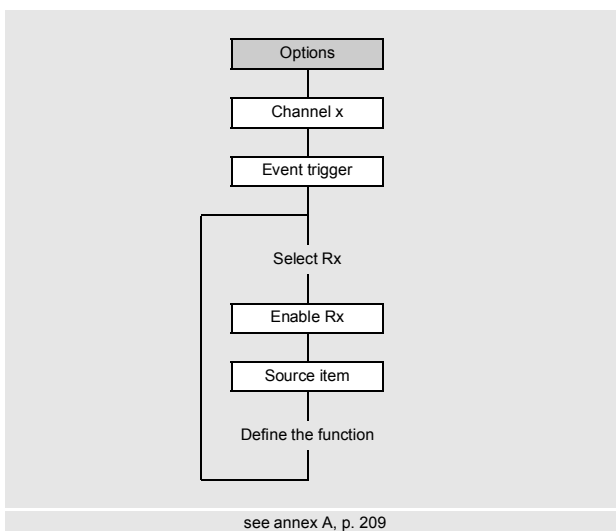 Options
Channel x
Event trigger
Select Rx
Enable Rx
Source item
Define the function
see annex A, p. 209